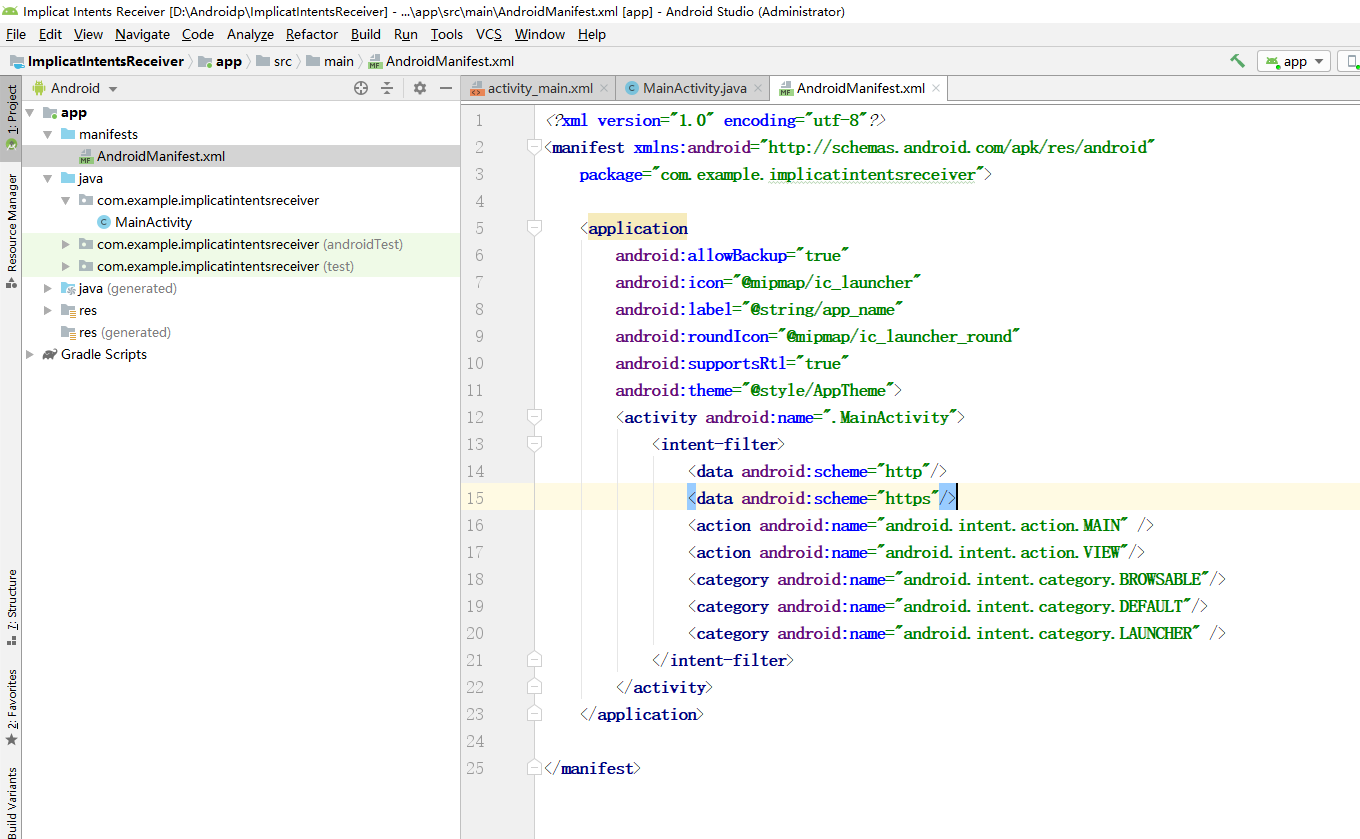 Implicat Intents Receiver [D:\Androidp\ImplicatIntentsReceiver] - ...\app\src\main\AndroidManifest.xml [app] - Android Studio (Administrator)
File Edit View Navigate Code Analyze Refactor Build Run Tools VCS Window Help
ImplicatIntentsReceiver app src main AndroidManifest.xml app
1: Project
Resource Manager
7: Structure
2: Favorites
Build Variants
Android
app
manifests
AndroidManifest.xml
java
com.example.implicatintentsreceiver
MainActivity
com.example.implicatintentsreceiver (androidTest)
com.example.implicatintentsreceiver (test)
java (generated)
res
res (generated)
Gradle Scripts
activity_main.xml MainActivity.java AndroidManifest.xml
1 <?xml version="1.0" encoding="utf-8"?>
2 <manifest xmlns:android="http://schemas.android.com/apk/res/android"
3 package="com.example.implicatintentsreceiver">
4
5 <application
6 android:allowBackup="true"
7 android:icon="@mipmap/ic_launcher"
8 android:label="@string/app_name"
9 android:roundIcon="@mipmap/ic_launcher_round"
10 android:supportsRtl="true"
11 android:theme="@style/AppTheme">
12 <activity android:name=".MainActivity">
13 <intent-filter>
14 <data android:scheme="http"/>
15 <data android:scheme="https"/>
16 <action android:name="android.intent.action.MAIN" />
17 <action android:name="android.intent.action.VIEW"/>
18 <category android:name="android.intent.category.BROWSABLE"/>
19 <category android:name="android.intent.category.DEFAULT"/>
20 <category android:name="android.intent.category.LAUNCHER" />
21 </intent-filter>
22 </activity>
23 </application>
24
25 </manifest>